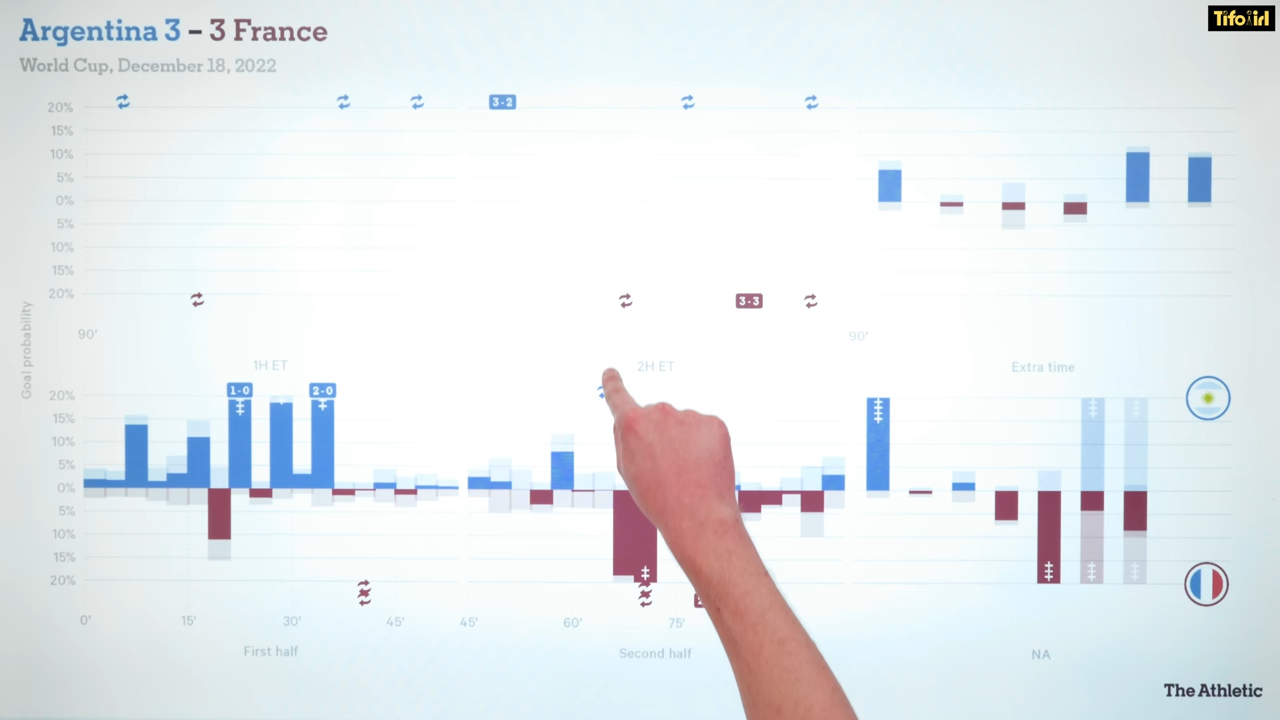 Argentina 3 – 3 France
World Cup, December 18, 2022
Tifo irl
20%
15%
10%
5%
0%
5%
10%
15%
20%
3-2
3-3
90'
90'
Goal probability
1H ET
2H ET
Extra time
20%
15%
10%
5%
0%
5%
10%
15%
20%
1-0
2-0
0'
15'
30'
45'
45'
60'
75'
First half
Second half
NA
The Athletic